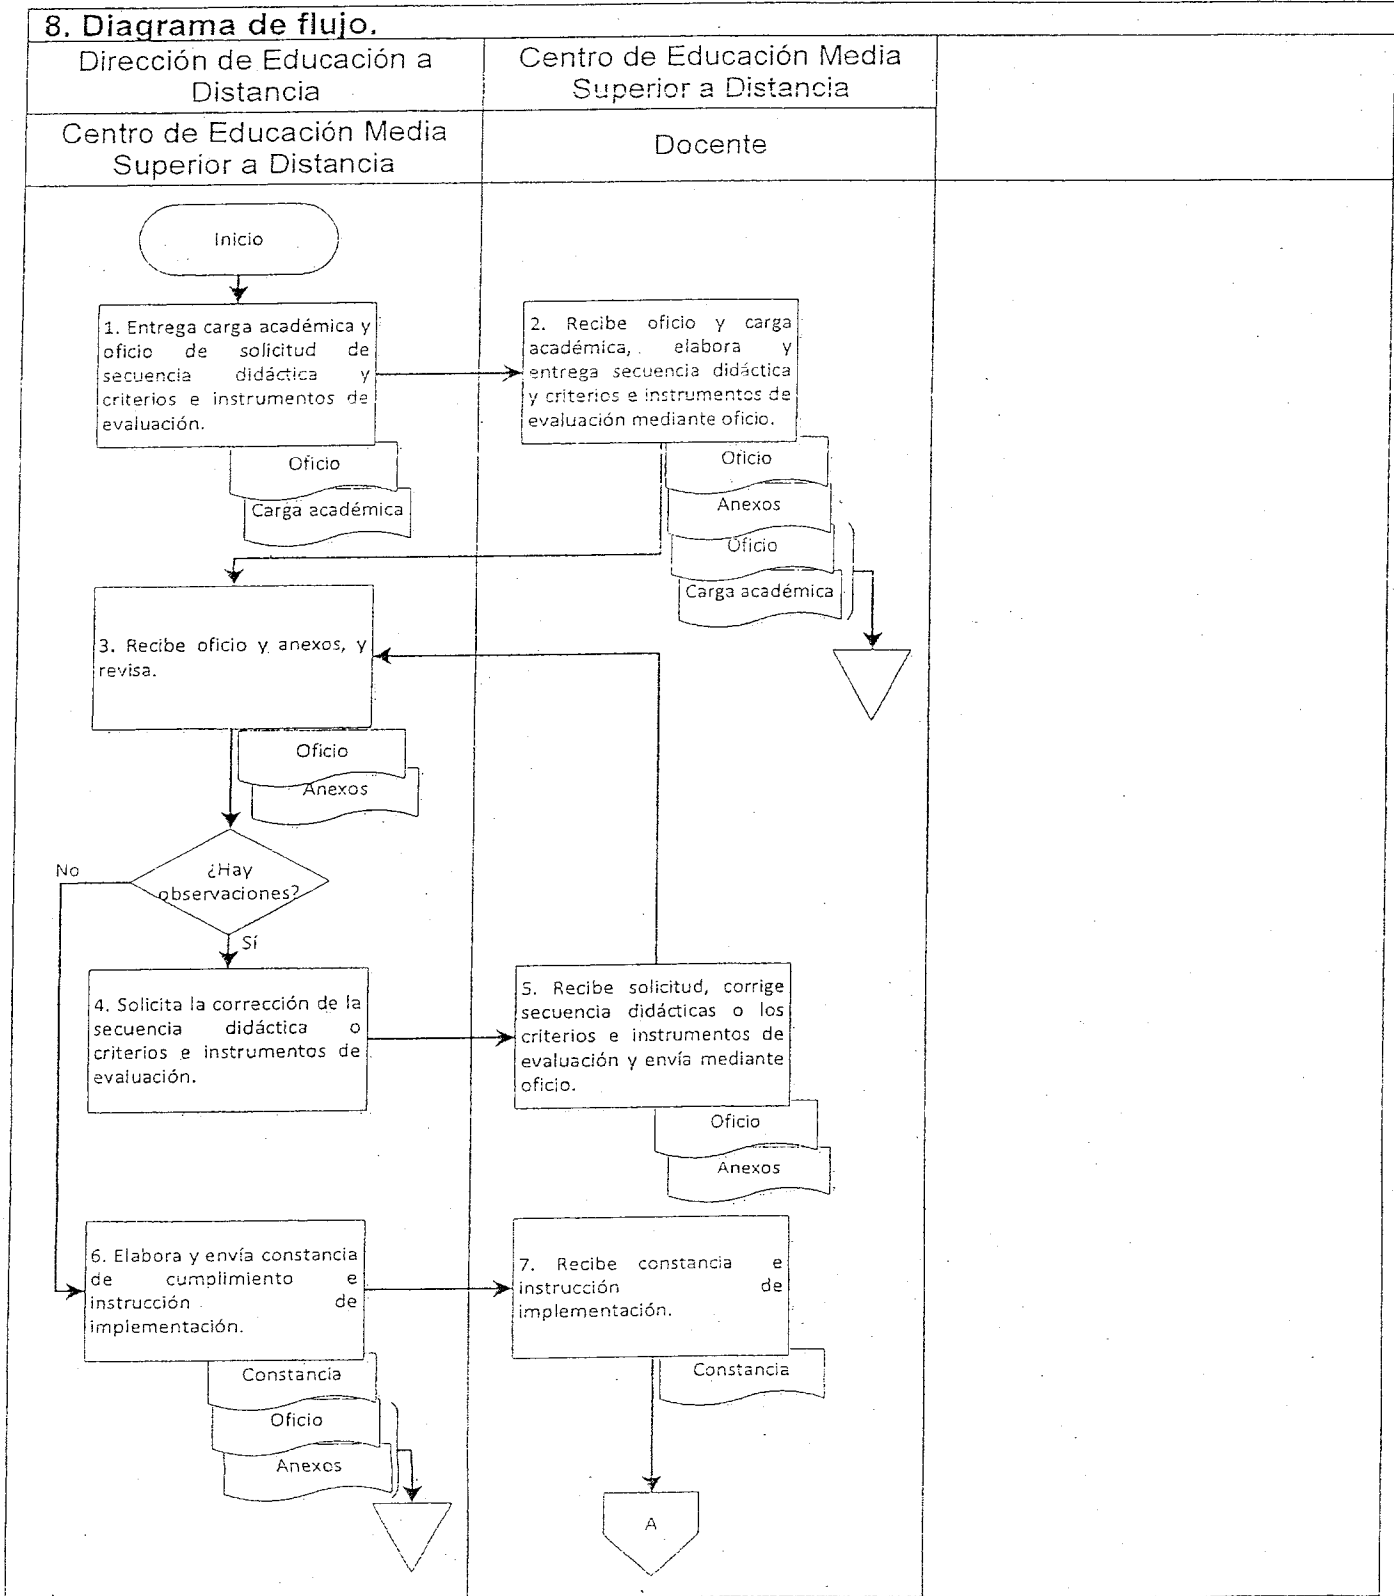 8. Diagrama de flujo.
Dirección de Educación a
Distancia
Centro de Educación Media
Superior a Distancia
Centro de Educación Media
Superior a Distancia
Docente
Inicio
1. Entrega carga académica y
oficio de solicitud de
secuencia didáctica y
criterios e instrumentos de
evaluación.
Oficio
Carga académica
2. Recibe oficio y carga
académica, elabora y
entrega secuencia didáctica
y criterios e instrumentos de
evaluación mediante oficio.
Oficio
Anexos
Oficio
Carga académica
3. Recibe oficio y anexos, y
revisa.
Oficio
Anexos
¿Hay
observaciones?
No
Sí
4. Solicita la corrección de la
secuencia didáctica o
criterios e instrumentos de
evaluación.
5. Recibe solicitud, corrige
secuencia didácticas o los
criterios e instrumentos de
evaluación y envía mediante
oficio.
Oficio
Anexos
6. Elabora y envía constancia
de cumplimiento e
instrucción de
implementación.
Constancia
Oficio
Anexos
7. Recibe constancia e
instrucción de
implementación.
Constancia
A